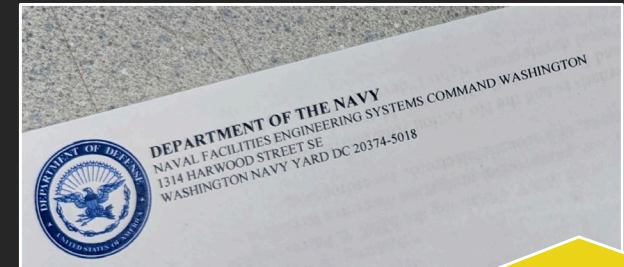 DEPARTMENT OF THE NAVY
NAVAL FACILITIES ENGINEERING SYSTEMS COMMAND WASHINGTON
1314 HARWOOD STREET SE
WASHINGTON NAVY YARD DC 20374-5018
DEPARTMENT OF DEFENSE
UNITED STATES OF AMERICA